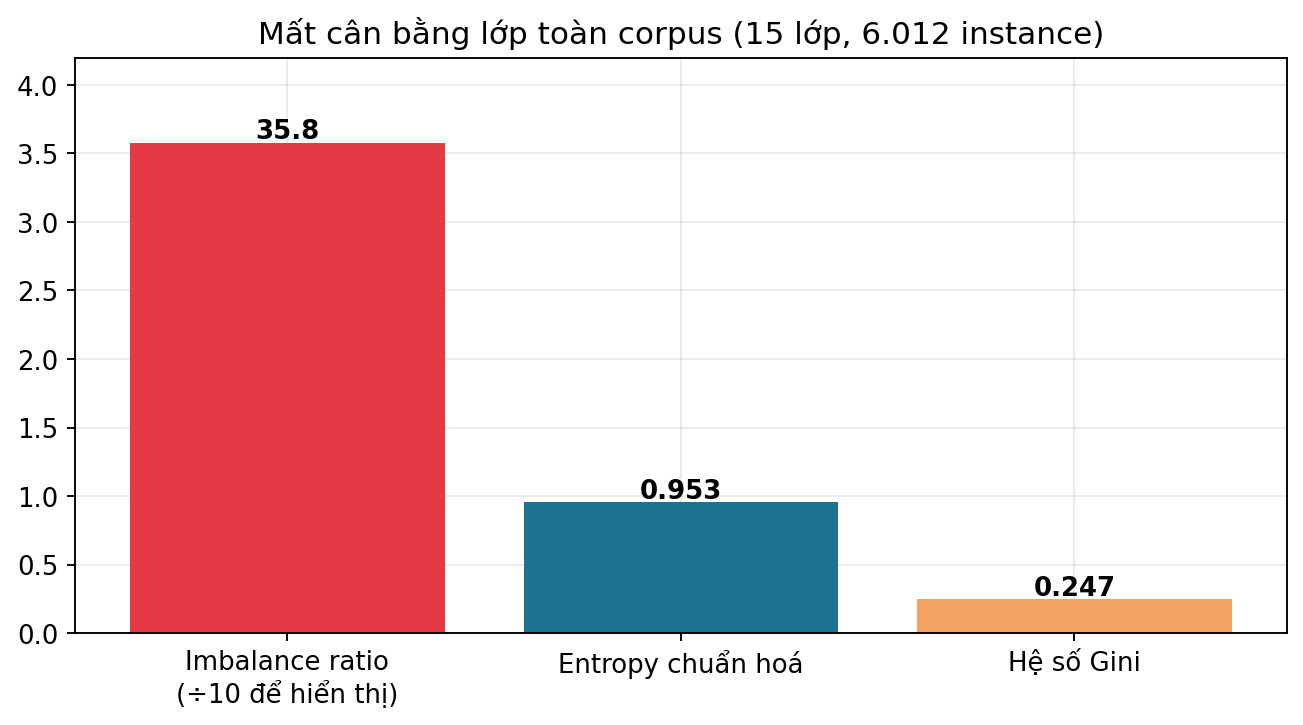 Mất cân bằng lớp toàn corpus (15 lớp, 6.012 instance)
4.0
3.5
3.0
2.5
2.0
1.5
1.0
0.5
0.0
35.8
0.953
0.247
Imbalance ratio
(÷10 để hiển thị)
Entropy chuẩn hoá
Hệ số Gini